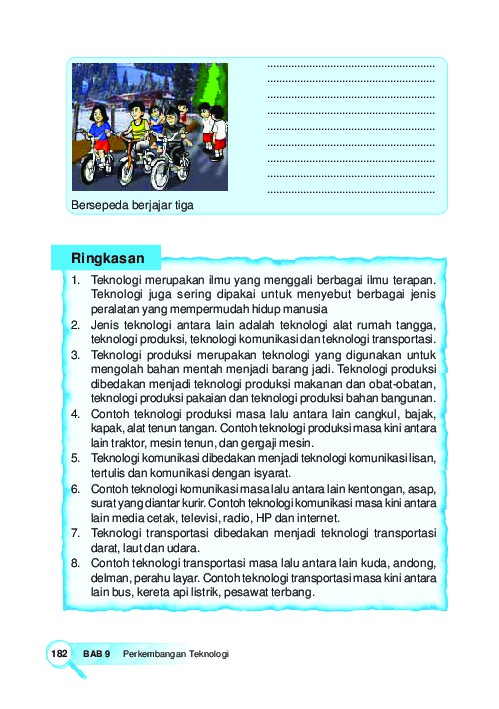 ........................................................
........................................................
........................................................
........................................................
........................................................
........................................................
........................................................
........................................................
........................................................
Bersepeda berjajar tiga
Ringkasan
1. Teknologi merupakan ilmu yang menggali berbagai ilmu terapan.
Teknologi juga sering dipakai untuk menyebut berbagai jenis
peralatan yang mempermudah hidup manusia
2. Jenis teknologi antara lain adalah teknologi alat rumah tangga,
teknologi produksi, teknologi komunikasi dan teknologi transportasi.
3. Teknologi produksi merupakan teknologi yang digunakan untuk
mengolah bahan mentah menjadi barang jadi. Teknologi produksi
dibedakan menjadi teknologi produksi makanan dan obat-obatan,
teknologi produksi pakaian dan teknologi produksi bahan bangunan.
4. Contoh teknologi produksi masa lalu antara lain cangkul, bajak,
kapak, alat tenun tangan. Contoh teknologi produksi masa kini antara
lain traktor, mesin tenun, dan gergaji mesin.
5. Teknologi komunikasi dibedakan menjadi teknologi komunikasi lisan,
tertulis dan komunikasi dengan isyarat.
6. Contoh teknologi komunikasi masa lalu antara lain kentongan, asap,
surat yang diantar kurir. Contoh teknologi komunikasi masa kini antara
lain media cetak, televisi, radio, HP dan internet.
7. Teknologi transportasi dibedakan menjadi teknologi transportasi
darat, laut dan udara.
8. Contoh teknologi transportasi masa lalu antara lain kuda, andong,
delman, perahu layar. Contoh teknologi transportasi masa kini antara
lain bus, kereta api listrik, pesawat terbang.
182 BAB 9 Perkembangan Teknologi